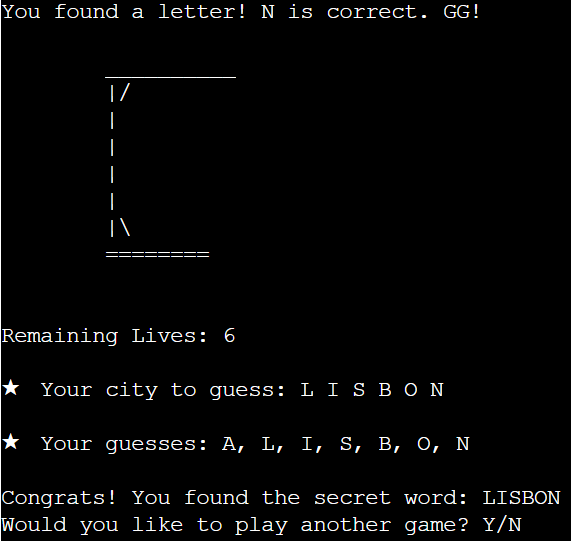 You found a letter! N is correct. GG!
__________
|/
|
|
|
|
|\
========
Remaining Lives: 6
★ Your city to guess: L I S B O N
★ Your guesses: A, L, I, S, B, O, N
Congrats! You found the secret word: LISBON
Would you like to play another game? Y/N